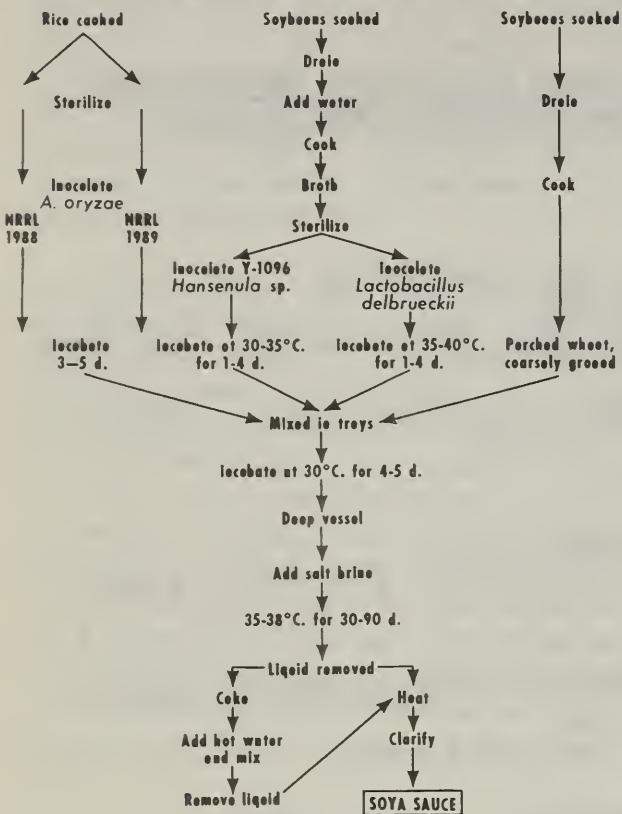 Rice cooked
Soybeans soaked
Soybeans soaked
Drain
Drain
Sterilize
Add water
Cook
Cook
Broth
Inoculate
A. oryzae
NRRL
1988
NRRL
1989
Sterilize
Inoculate Y-1096
Hansenula sp.
Inoculate
Lactobacillus
delbrueckii
Incubate
3–5 d.
Incubate at 30-35°C.
for 1-4 d.
Incubate at 35-40°C.
for 1-4 d.
Parched wheat,
coarsely ground
Mixed in trays
Incubate at 30°C. for 4-5 d.
Deep vessel
Add salt brine
35-38°C. for 30-90 d.
Liquid removed
Cake
Heat
Add hot water
and mix
Clarify
Remove liquid
SOYA SAUCE